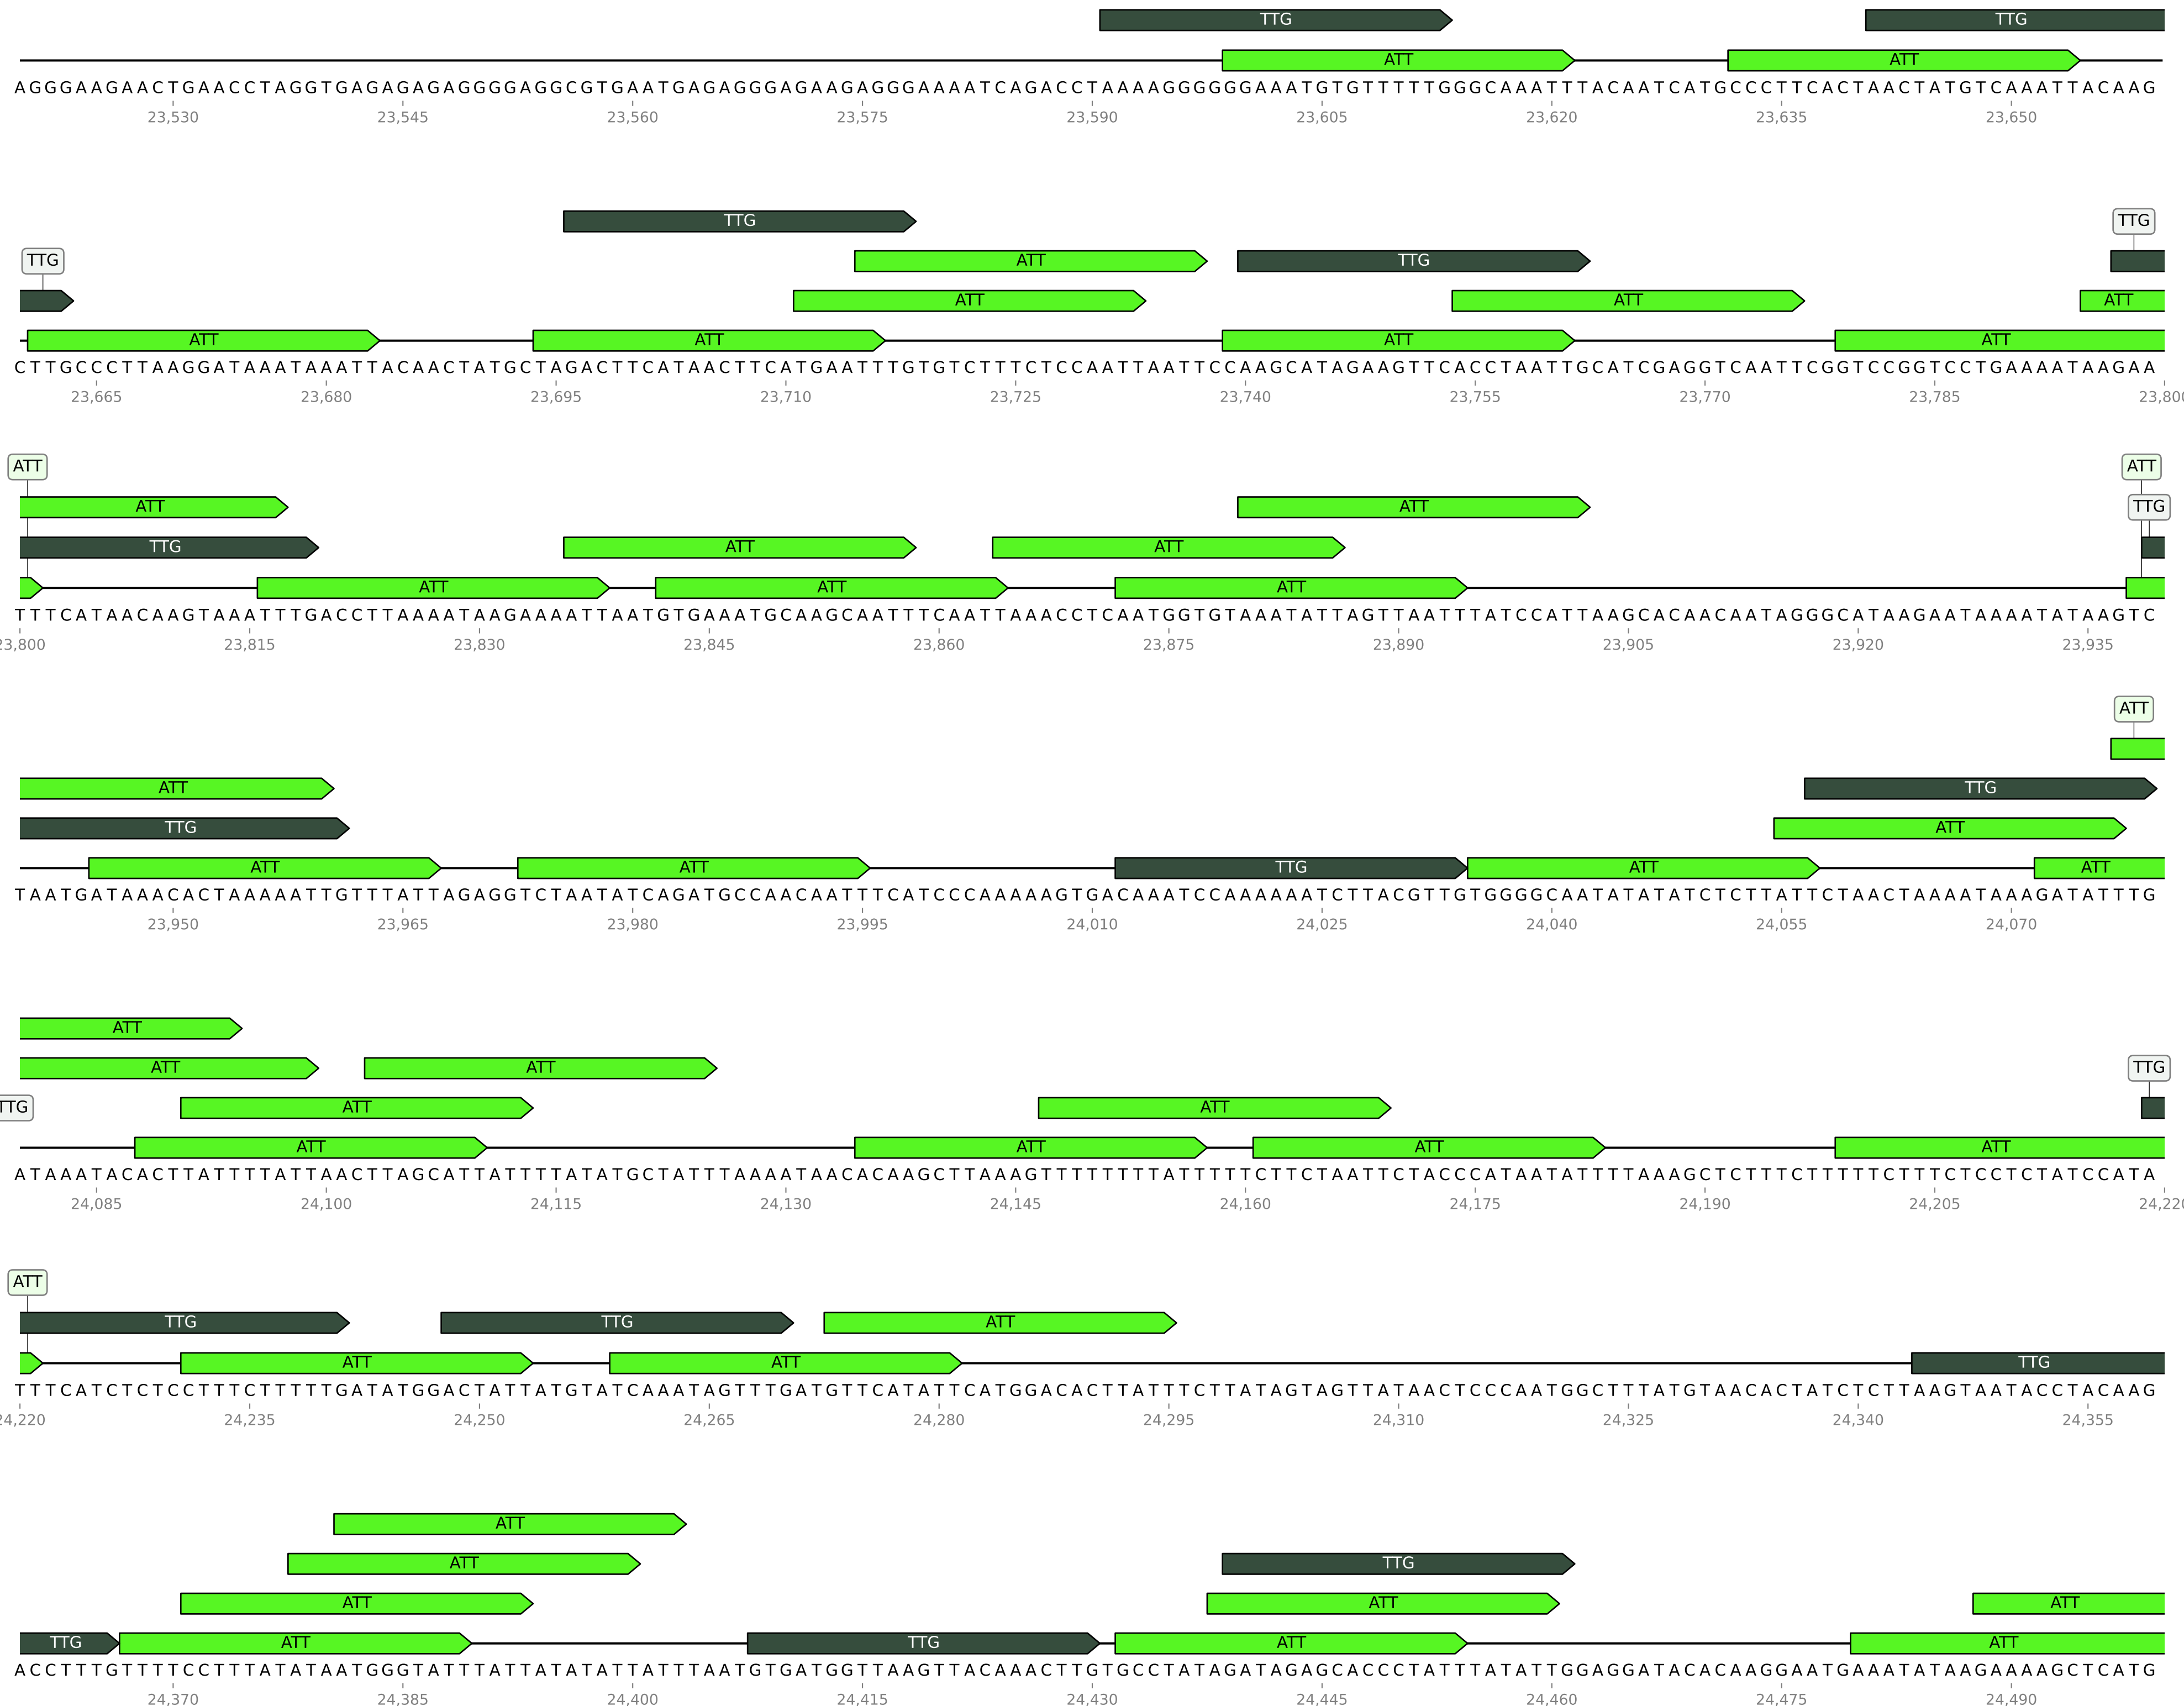 TTG TTG
ATT ATT
AGGGAAGAACTGAACCTAGGTGAGAGAGAGGGGAGGCGTGAATGAGAGGGAGAAGAGGGAAAATCAGACCTAAAAGGGGGGGAAATGTGTTTTTGGGCAAATTTACAATCATGCCCTTCACTAACTATGTCAAATTACAAG
23,530 23,545 23,560 23,575 23,590 23,605 23,620 23,635 23,650
TTG TTG
TTG ATT TTG
ATT ATT ATT
ATT ATT ATT ATT
CTTGCCCTTAAGGATAAATAAATTACAACTATGCTAGACTTCATAACTTCATGAATTTGTGTCTTTCTCCAATTAATTCCAAGCATAGAAGTTCACCTAATTGCATCGAGGTCAATTCGGTCCGGTCCTGAAAATAAGAA
23,665 23,680 23,695 23,710 23,725 23,740 23,755 23,770 23,785 23,800
ATT ATT
ATT ATT TTG
TTG ATT ATT
ATT ATT ATT
TTTCATAACAAGTAAATTTGACCTTAAAATAAGAAAATTAATGTGAAATGCAAGCAATTTCAATTAAACCTCAATGGTGTAAATATTAGTTAATTTATCCATTAAGCACAACAATAGGGCATAAGAATAAAATATAAGTC
23,800 23,815 23,830 23,845 23,860 23,875 23,890 23,905 23,920 23,935
ATT
ATT TTG
TTG ATT
ATT ATT TTG ATT ATT
TAATGATAAACACTAAAAATTGTTTATTAGAGGTCTAATATCAGATGCCAACAATTTCATCCCAAAAAGTGACAAATCCAAAAAATCTTACGTTGTGGGGCAATATATATCTCTTATTCTAACTAAAATAAAGATATTTG
23,950 23,965 23,980 23,995 24,010 24,025 24,040 24,055 24,070
ATT
ATT ATT TTG
TTG ATT ATT
ATT ATT ATT ATT
ATAAATACACTTATTTTATTAACTTAGCATTATTTTATATGCTATTTAAAATAACACAAGCTTAAAGTTTTTTTTATTTTTCTTCTAATTCTACCCATAATATTTTAAAGCTCTTTCTTTTTCTTTCTCCTCTATCCATA
24,085 24,100 24,115 24,130 24,145 24,160 24,175 24,190 24,205 24,220
ATT
TTG TTG ATT
ATT ATT TTG
TTTCATCTCTCCTTTCTTTTTGATATGGACTATTATGTATCAAATAGTTTGATGTTCATATTCATGGACACTTATTTCTTATAGTAGTTATAACTCCCAATGGCTTTATGTAACACTATCTCTTAAGTAATACCTACAAG
24,220 24,235 24,250 24,265 24,280 24,295 24,310 24,325 24,340 24,355
ATT
ATT TTG
ATT ATT ATT
TTG ATT TTG ATT ATT
ACCTTTGTTTTCCTTTATATAATGGGTATTTATTATATATTATTTAATGTGATGGTTAAGTTACAAACTTGTGCCTATAGATAGAGCACCCTATTTATATTGGAGGATACACAAGGAATGAAATATAAGAAAAGCTCATG
24,370 24,385 24,400 24,415 24,430 24,445 24,460 24,475 24,490